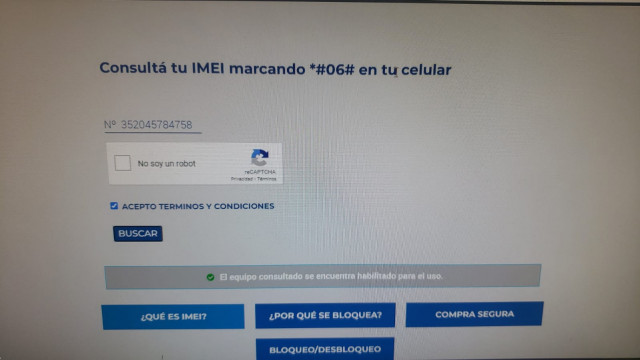 Consultá tu IMEI marcando *#06# en tu celular
Nº 352045784758
No soy un robot
reCAPTCHA
Privacidad - Términos
ACEPTO TERMINOS Y CONDICIONES
BUSCAR
El equipo consultado se encuentra habilitado para el uso.
¿QUÉ ES IMEI?
¿POR QUÉ SE BLOQUEA?
COMPRA SEGURA
BLOQUEO/DESBLOQUEO